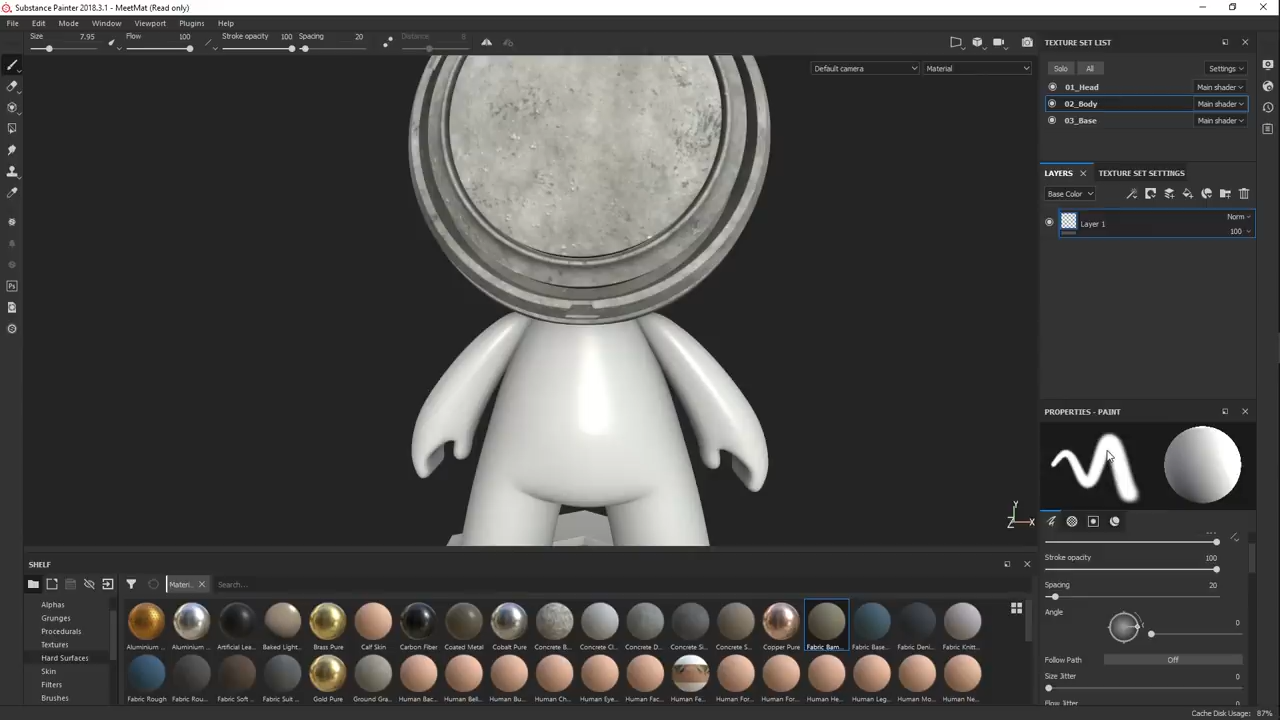 Substance Painter 2018.3.1 - MeetMat (Read only)
File Edit Mode Window Viewport Plugins Help
Size 7.95 Flow 100 Stroke opacity 100 Spacing 20 Distance 8
Default camera Material
TEXTURE SET LIST
Solo All Settings
01_Head Main shader
02_Body Main shader
03_Base Main shader
LAYERS TEXTURE SET SETTINGS
Base Color
Layer 1 Norm
100
PROPERTIES - PAINT
Stroke opacity 100
Spacing 20
Angle 0
Follow Path Off
Size Jitter 0
Flow Jitter 0
Y
Z X
SHELF
Materi... Search...
Alphas
Grunges
Procedurals
Textures
Hard Surfaces
Skin
Filters
Brushes
Aluminium ... Aluminium ... Artificial Lea... Baked Light... Brass Pure Calf Skin Carbon Fiber Coated Metal Cobalt Pure Concrete B... Concrete Cl... Concrete D... Concrete Si... Concrete S... Copper Pure Fabric Bam... Fabric Base... Fabric Deni... Fabric Knitt...
Fabric Rough Fabric Rou... Fabric Soft ... Fabric Suit ... Gold Pure Ground Gra... Human Bac... Human Bell... Human Bu... Human Ch... Human Eye... Human Fac... Human Fe... Human For... Human For... Human He... Human Leg... Human Mo... Human Ne...
Cache Disk Usage: 87%